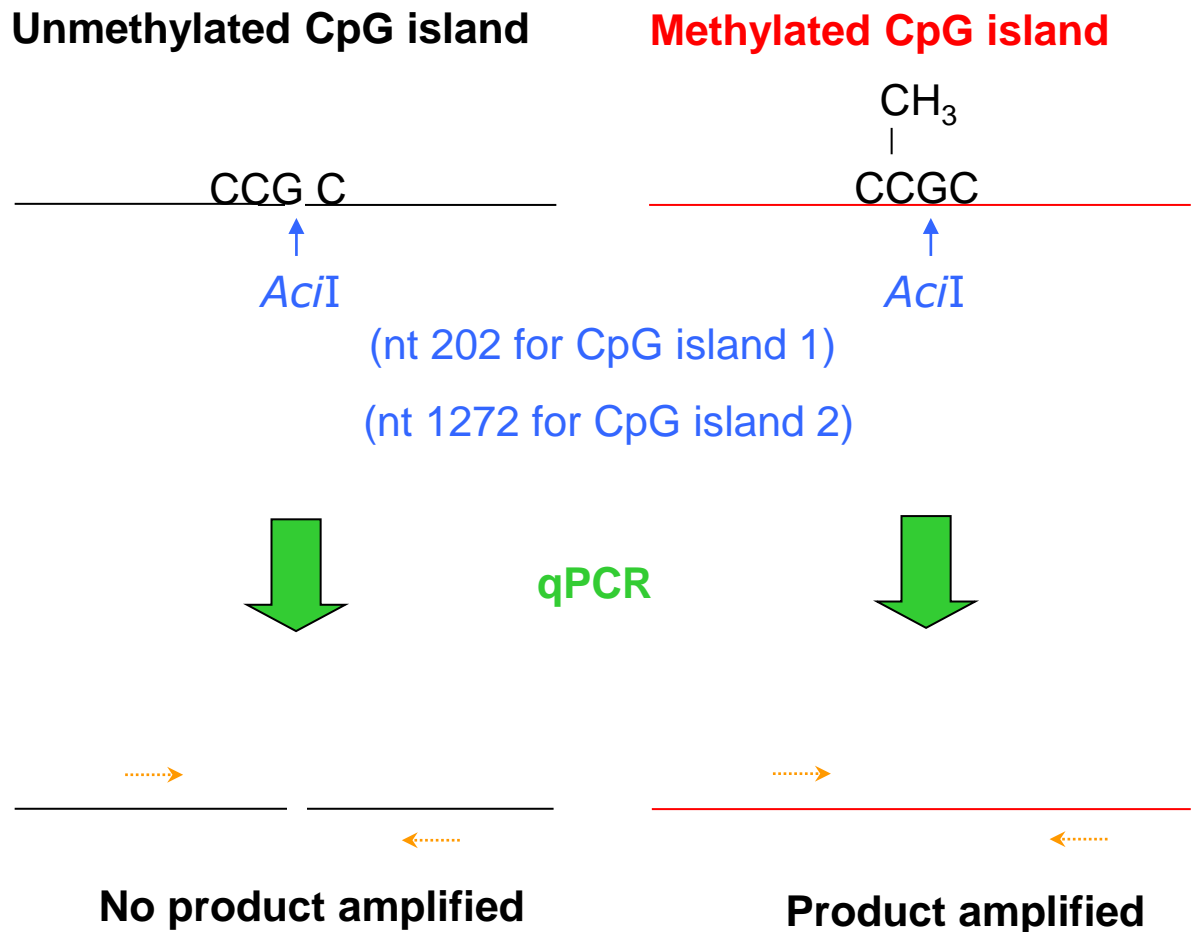 Unmethylated CpG island
Methylated CpG island
CH₃
CCG C
CCGC
AciI
AciI
(nt 202 for CpG island 1)
(nt 1272 for CpG island 2)
qPCR
No product amplified
Product amplified